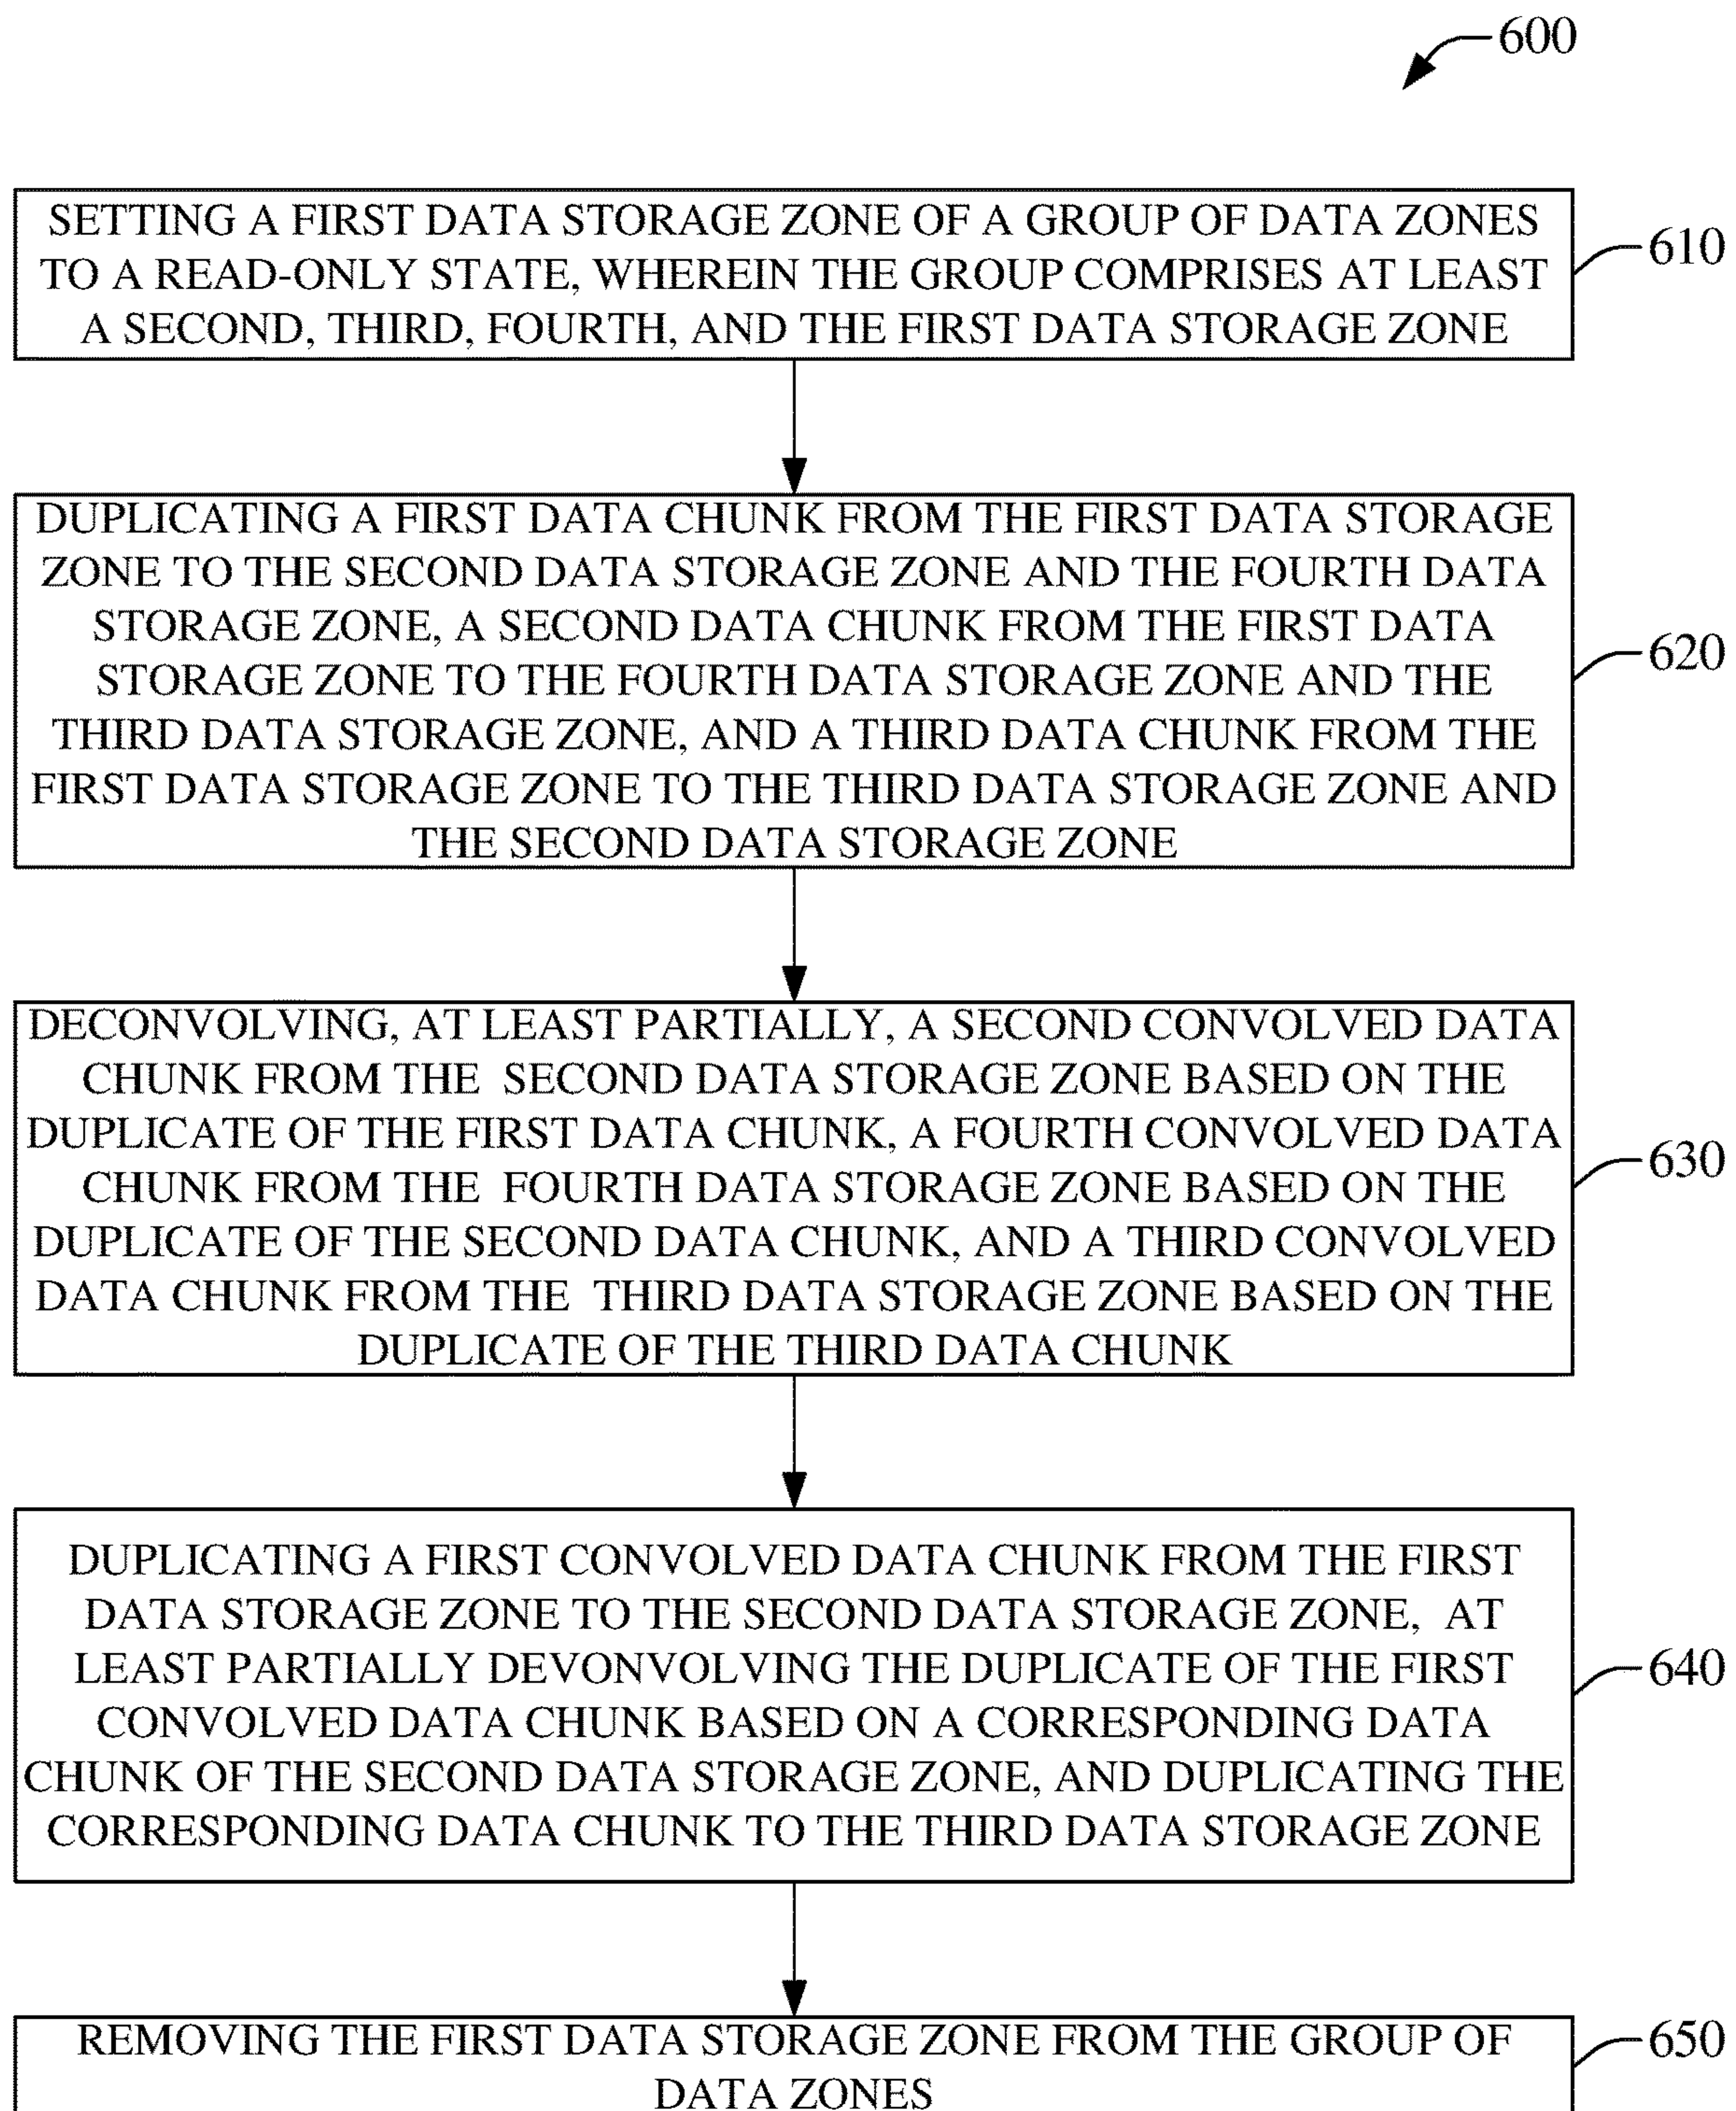 600
SETTING A FIRST DATA STORAGE ZONE OF A GROUP OF DATA ZONES
TO A READ-ONLY STATE, WHEREIN THE GROUP COMPRISES AT LEAST
A SECOND, THIRD, FOURTH, AND THE FIRST DATA STORAGE ZONE
610
DUPLICATING A FIRST DATA CHUNK FROM THE FIRST DATA STORAGE
ZONE TO THE SECOND DATA STORAGE ZONE AND THE FOURTH DATA
STORAGE ZONE, A SECOND DATA CHUNK FROM THE FIRST DATA
STORAGE ZONE TO THE FOURTH DATA STORAGE ZONE AND THE
THIRD DATA STORAGE ZONE, AND A THIRD DATA CHUNK FROM THE
FIRST DATA STORAGE ZONE TO THE THIRD DATA STORAGE ZONE AND
THE SECOND DATA STORAGE ZONE
620
DECONVOLVING, AT LEAST PARTIALLY, A SECOND CONVOLVED DATA
CHUNK FROM THE SECOND DATA STORAGE ZONE BASED ON THE
DUPLICATE OF THE FIRST DATA CHUNK, A FOURTH CONVOLVED DATA
CHUNK FROM THE FOURTH DATA STORAGE ZONE BASED ON THE
DUPLICATE OF THE SECOND DATA CHUNK, AND A THIRD CONVOLVED
DATA CHUNK FROM THE THIRD DATA STORAGE ZONE BASED ON THE
DUPLICATE OF THE THIRD DATA CHUNK
630
DUPLICATING A FIRST CONVOLVED DATA CHUNK FROM THE FIRST
DATA STORAGE ZONE TO THE SECOND DATA STORAGE ZONE, AT
LEAST PARTIALLY DEVONVOLVING THE DUPLICATE OF THE FIRST
CONVOLVED DATA CHUNK BASED ON A CORRESPONDING DATA
CHUNK OF THE SECOND DATA STORAGE ZONE, AND DUPLICATING THE
CORRESPONDING DATA CHUNK TO THE THIRD DATA STORAGE ZONE
640
REMOVING THE FIRST DATA STORAGE ZONE FROM THE GROUP OF
DATA ZONES
650